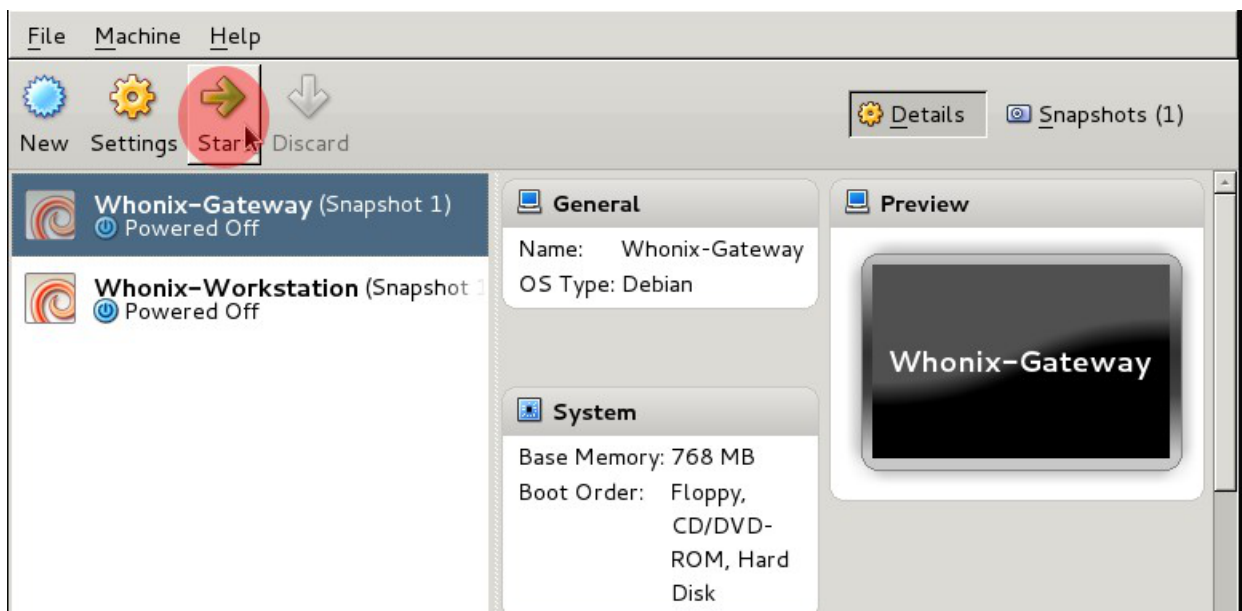 File Machine Help
New Settings Start Discard
Details Snapshots (1)
Whonix-Gateway (Snapshot 1)
Powered Off
Whonix-Workstation (Snapshot
Powered Off
General
Name: Whonix-Gateway
OS Type: Debian
System
Base Memory: 768 MB
Boot Order: Floppy,
CD/DVD-
ROM, Hard
Disk
Preview
Whonix-Gateway